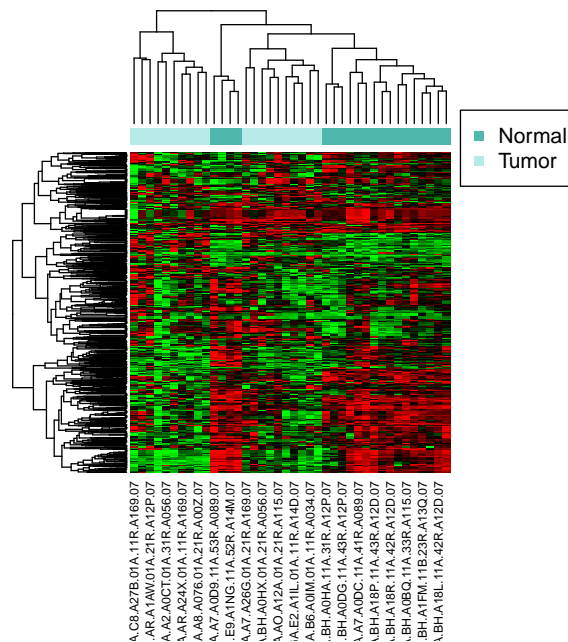 Normal
Tumor
A.C8.A27B.01A.11R.A169.07
.AR.A1AW.01A.21R.A12P.07
A.A2.A0CT.01A.31R.A056.07
A.AR.A24X.01A.11R.A169.07
A.A8.A076.01A.21R.A00Z.07
A.A7.A0D9.11A.53R.A089.07
.E9.A1NG.11A.52R.A14M.07
A.A7.A26G.01A.21R.A169.07
.BH.A0HX.01A.21R.A056.07
A.AO.A12A.01A.21R.A115.07
A.E2.A1IL.01A.11R.A14D.07
A.B6.A0IM.01A.11R.A034.07
.BH.A0HA.11A.31R.A12P.07
.BH.A0DG.11A.43R.A12P.07
A.A7.A0DC.11A.41R.A089.07
A.BH.A18P.11A.43R.A12D.07
A.BH.A18R.11A.42R.A12D.07
A.BH.A0BQ.11A.33R.A115.07
A.BH.A1FM.11B.23R.A13Q.07
A.BH.A18L.11A.42R.A12D.07